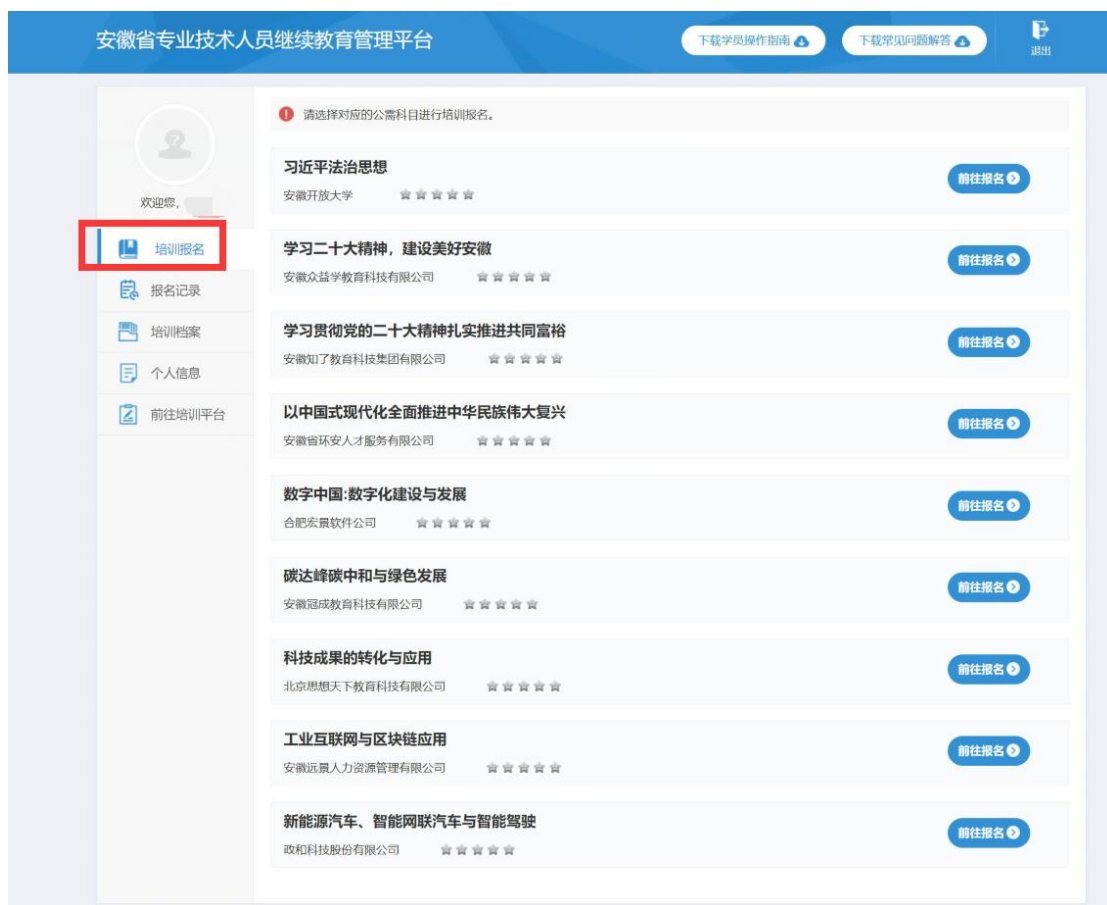 安徽省专业技术人员继续教育管理平台
下载学员操作指南
下载常见问题解答
退出
欢迎您，
培训报名
报名记录
培训档案
个人信息
前往培训平台
请选择对应的公需科目进行培训报名。
习近平法治思想
安徽开放大学
前往报名
学习二十大精神，建设美好安徽
安徽众益学教育科技有限公司
前往报名
学习贯彻党的二十大精神扎实推进共同富裕
安徽知了教育科技集团有限公司
前往报名
以中国式现代化全面推进中华民族伟大复兴
安徽省环安人才服务有限公司
前往报名
数字中国:数字化建设与发展
合肥宏景软件公司
前往报名
碳达峰碳中和与绿色发展
安徽冠成教育科技有限公司
前往报名
科技成果的转化与应用
北京思想天下教育科技有限公司
前往报名
工业互联网与区块链应用
安徽远景人力资源管理有限公司
前往报名
新能源汽车、智能网联汽车与智能驾驶
政和科技股份有限公司
前往报名